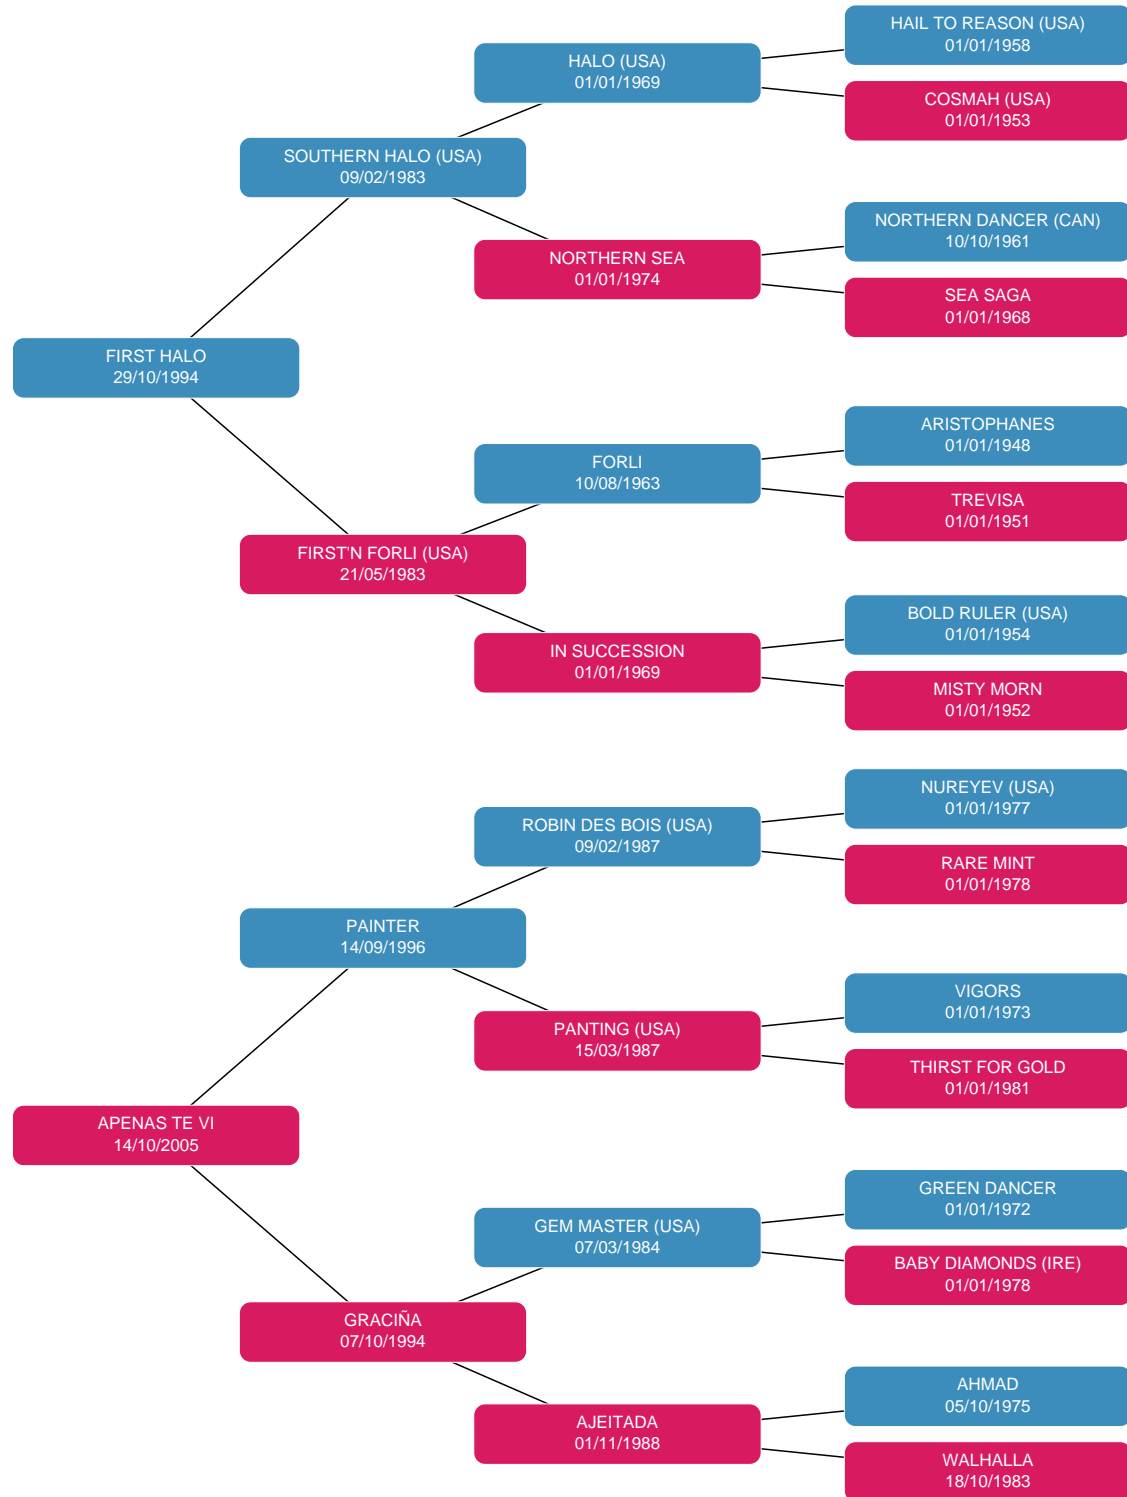 HAIL TO REASON (USA)
01/01/1958
HALO (USA)
01/01/1969
COSMAH (USA)
01/01/1953
SOUTHERN HALO (USA)
09/02/1983
NORTHERN DANCER (CAN)
10/10/1961
NORTHERN SEA
01/01/1974
SEA SAGA
01/01/1968
FIRST HALO
29/10/1994
ARISTOPHANES
01/01/1948
FORLI
10/08/1963
TREVISA
01/01/1951
FIRST'N FORLI (USA)
21/05/1983
BOLD RULER (USA)
01/01/1954
IN SUCCESSION
01/01/1969
MISTY MORN
01/01/1952
NUREYEV (USA)
01/01/1977
ROBIN DES BOIS (USA)
09/02/1987
RARE MINT
01/01/1978
PAINTER
14/09/1996
VIGORS
01/01/1973
PANTING (USA)
15/03/1987
THIRST FOR GOLD
01/01/1981
APENAS TE VI
14/10/2005
GREEN DANCER
01/01/1972
GEM MASTER (USA)
07/03/1984
BABY DIAMONDS (IRE)
01/01/1978
GRACIÑA
07/10/1994
AHMAD
05/10/1975
AJEITADA
01/11/1988
WALHALLA
18/10/1983